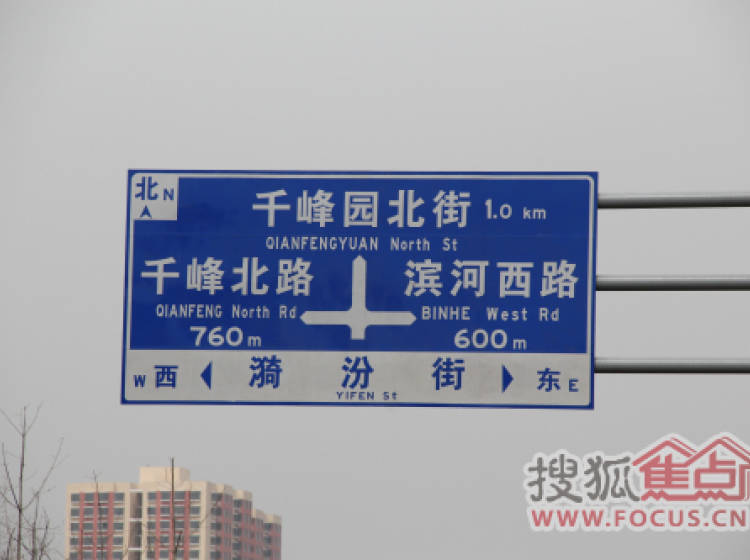 北 N
千峰园北街 1.0 km
QIANFENGYUAN North St
千峰北路 滨河西路
QIANFENG North Rd BINHE West Rd
760 m 600 m
W 西 漪汾街 东 E
YIFEN St
搜狐焦点
WWW.FOCUS.CN